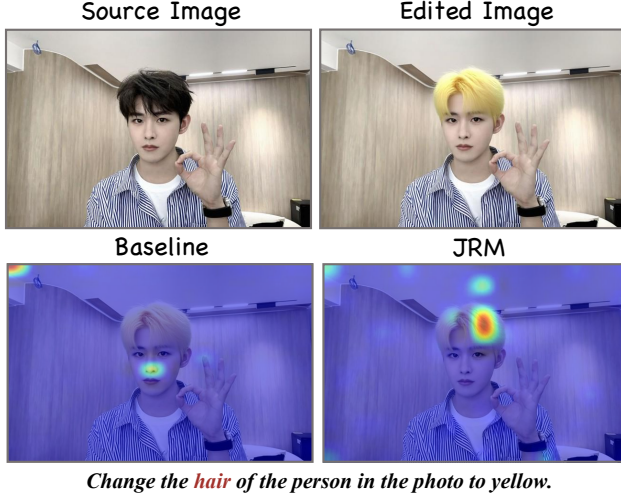 Source Image
Edited Image
Baseline
JRM
Change the hair of the person in the photo to yellow.